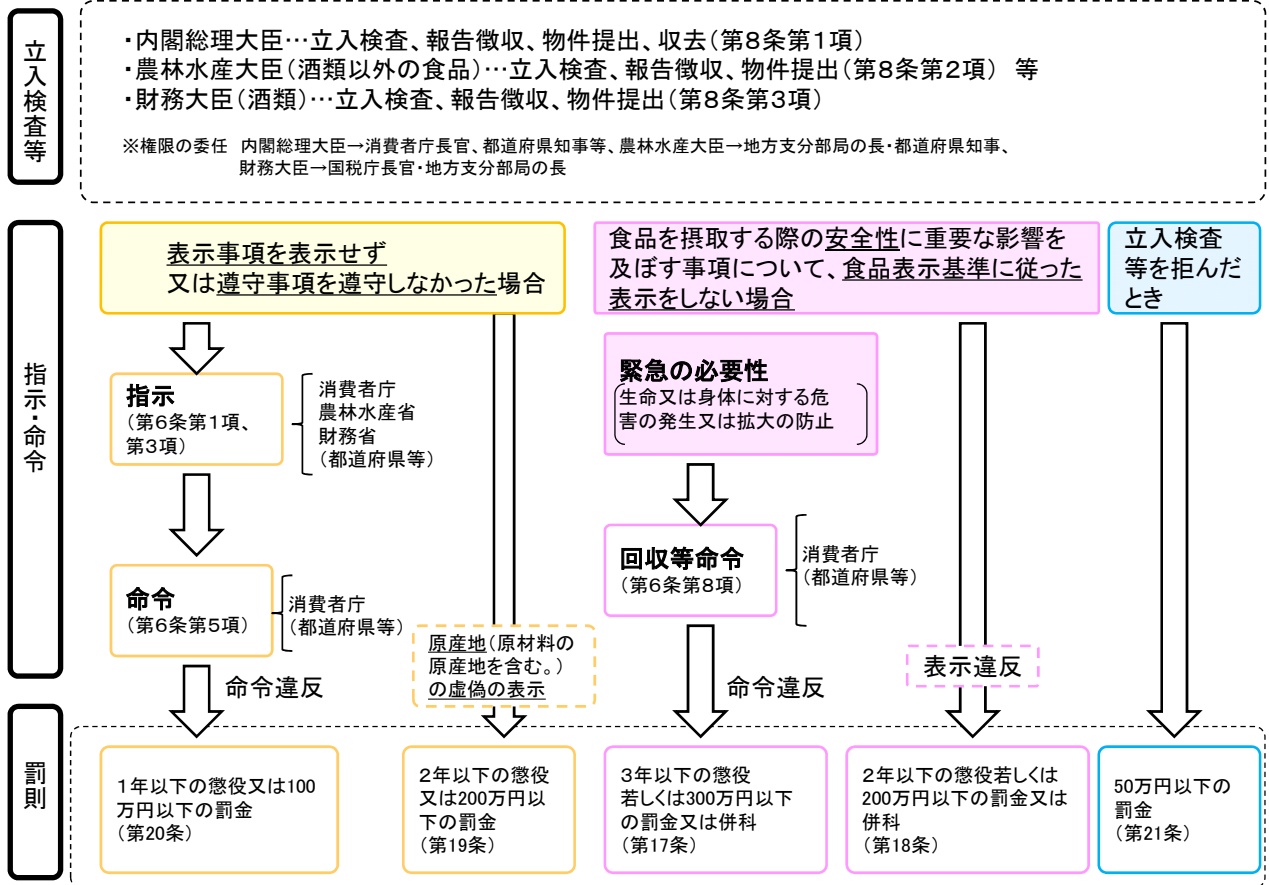 立入検査等
・内閣総理大臣…立入検査、報告徴収、物件提出、収去(第8条第1項)
・農林水産大臣(酒類以外の食品)…立入検査、報告徴収、物件提出(第8条第2項) 等
・財務大臣(酒類)…立入検査、報告徴収、物件提出(第8条第3項)
※権限の委任 内閣総理大臣→消費者庁長官、都道府県知事等、農林水産大臣→地方支分部局の長・都道府県知事、
財務大臣→国税庁長官・地方支分部局の長
指示・命令
表示事項を表示せず
又は遵守事項を遵守しなかった場合
食品を摂取する際の安全性に重要な影響を
及ぼす事項について、食品表示基準に従った
表示をしない場合
立入検査
等を拒んだ
とき
指示
(第6条第1項、
第3項)
消費者庁
農林水産省
財務省
(都道府県等)
緊急の必要性
生命又は身体に対する危
害の発生又は拡大の防止
命令
(第6条第5項)
消費者庁
(都道府県等)
回収等命令
(第6条第8項)
消費者庁
(都道府県等)
原産地(原材料の
原産地を含む。)
の虚偽の表示
表示違反
命令違反
命令違反
罰則
1年以下の懲役又は100
万円以下の罰金
(第20条)
2年以下の懲役
又は200万円以
下の罰金
(第19条)
3年以下の懲役
若しくは300万円以下
の罰金又は併科
(第17条)
2年以下の懲役若しくは
200万円以下の罰金又は
併科
(第18条)
50万円以下の
罰金
(第21条)